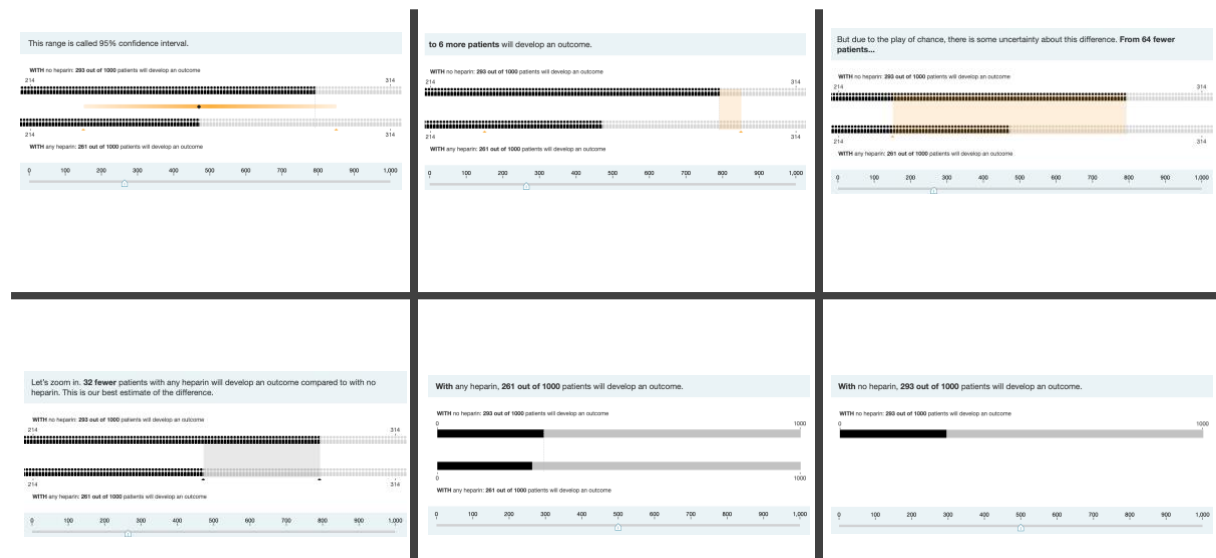 This range is called 95% confidence interval.
WITH no heparin: 293 out of 1000 patients will develop an outcome
214 314
214 314
WITH any heparin: 261 out of 1000 patients will develop an outcome
0 100 200 300 400 500 600 700 800 900 1,000
to 6 more patients will develop an outcome.
WITH no heparin: 293 out of 1000 patients will develop an outcome
214 314
214 314
WITH any heparin: 261 out of 1000 patients will develop an outcome
0 100 200 300 400 500 600 700 800 900 1,000
But due to the play of chance, there is some uncertainty about this difference. From 64 fewer
patients...
WITH no heparin: 293 out of 1000 patients will develop an outcome
214 314
214 314
WITH any heparin: 261 out of 1000 patients will develop an outcome
0 100 200 300 400 500 600 700 800 900 1,000
Let's zoom in. 32 fewer patients with any heparin will develop an outcome compared to with no
heparin. This is our best estimate of the difference.
WITH no heparin: 293 out of 1000 patients will develop an outcome
214 314
214 314
WITH any heparin: 261 out of 1000 patients will develop an outcome
0 100 200 300 400 500 600 700 800 900 1,000
With any heparin, 261 out of 1000 patients will develop an outcome.
WITH no heparin: 293 out of 1000 patients will develop an outcome
0 1000
0 1000
WITH any heparin: 261 out of 1000 patients will develop an outcome
0 100 200 300 400 500 600 700 800 900 1,000
With no heparin, 293 out of 1000 patients will develop an outcome.
WITH no heparin: 293 out of 1000 patients will develop an outcome
0 1000
0 100 200 300 400 500 600 700 800 900 1,000